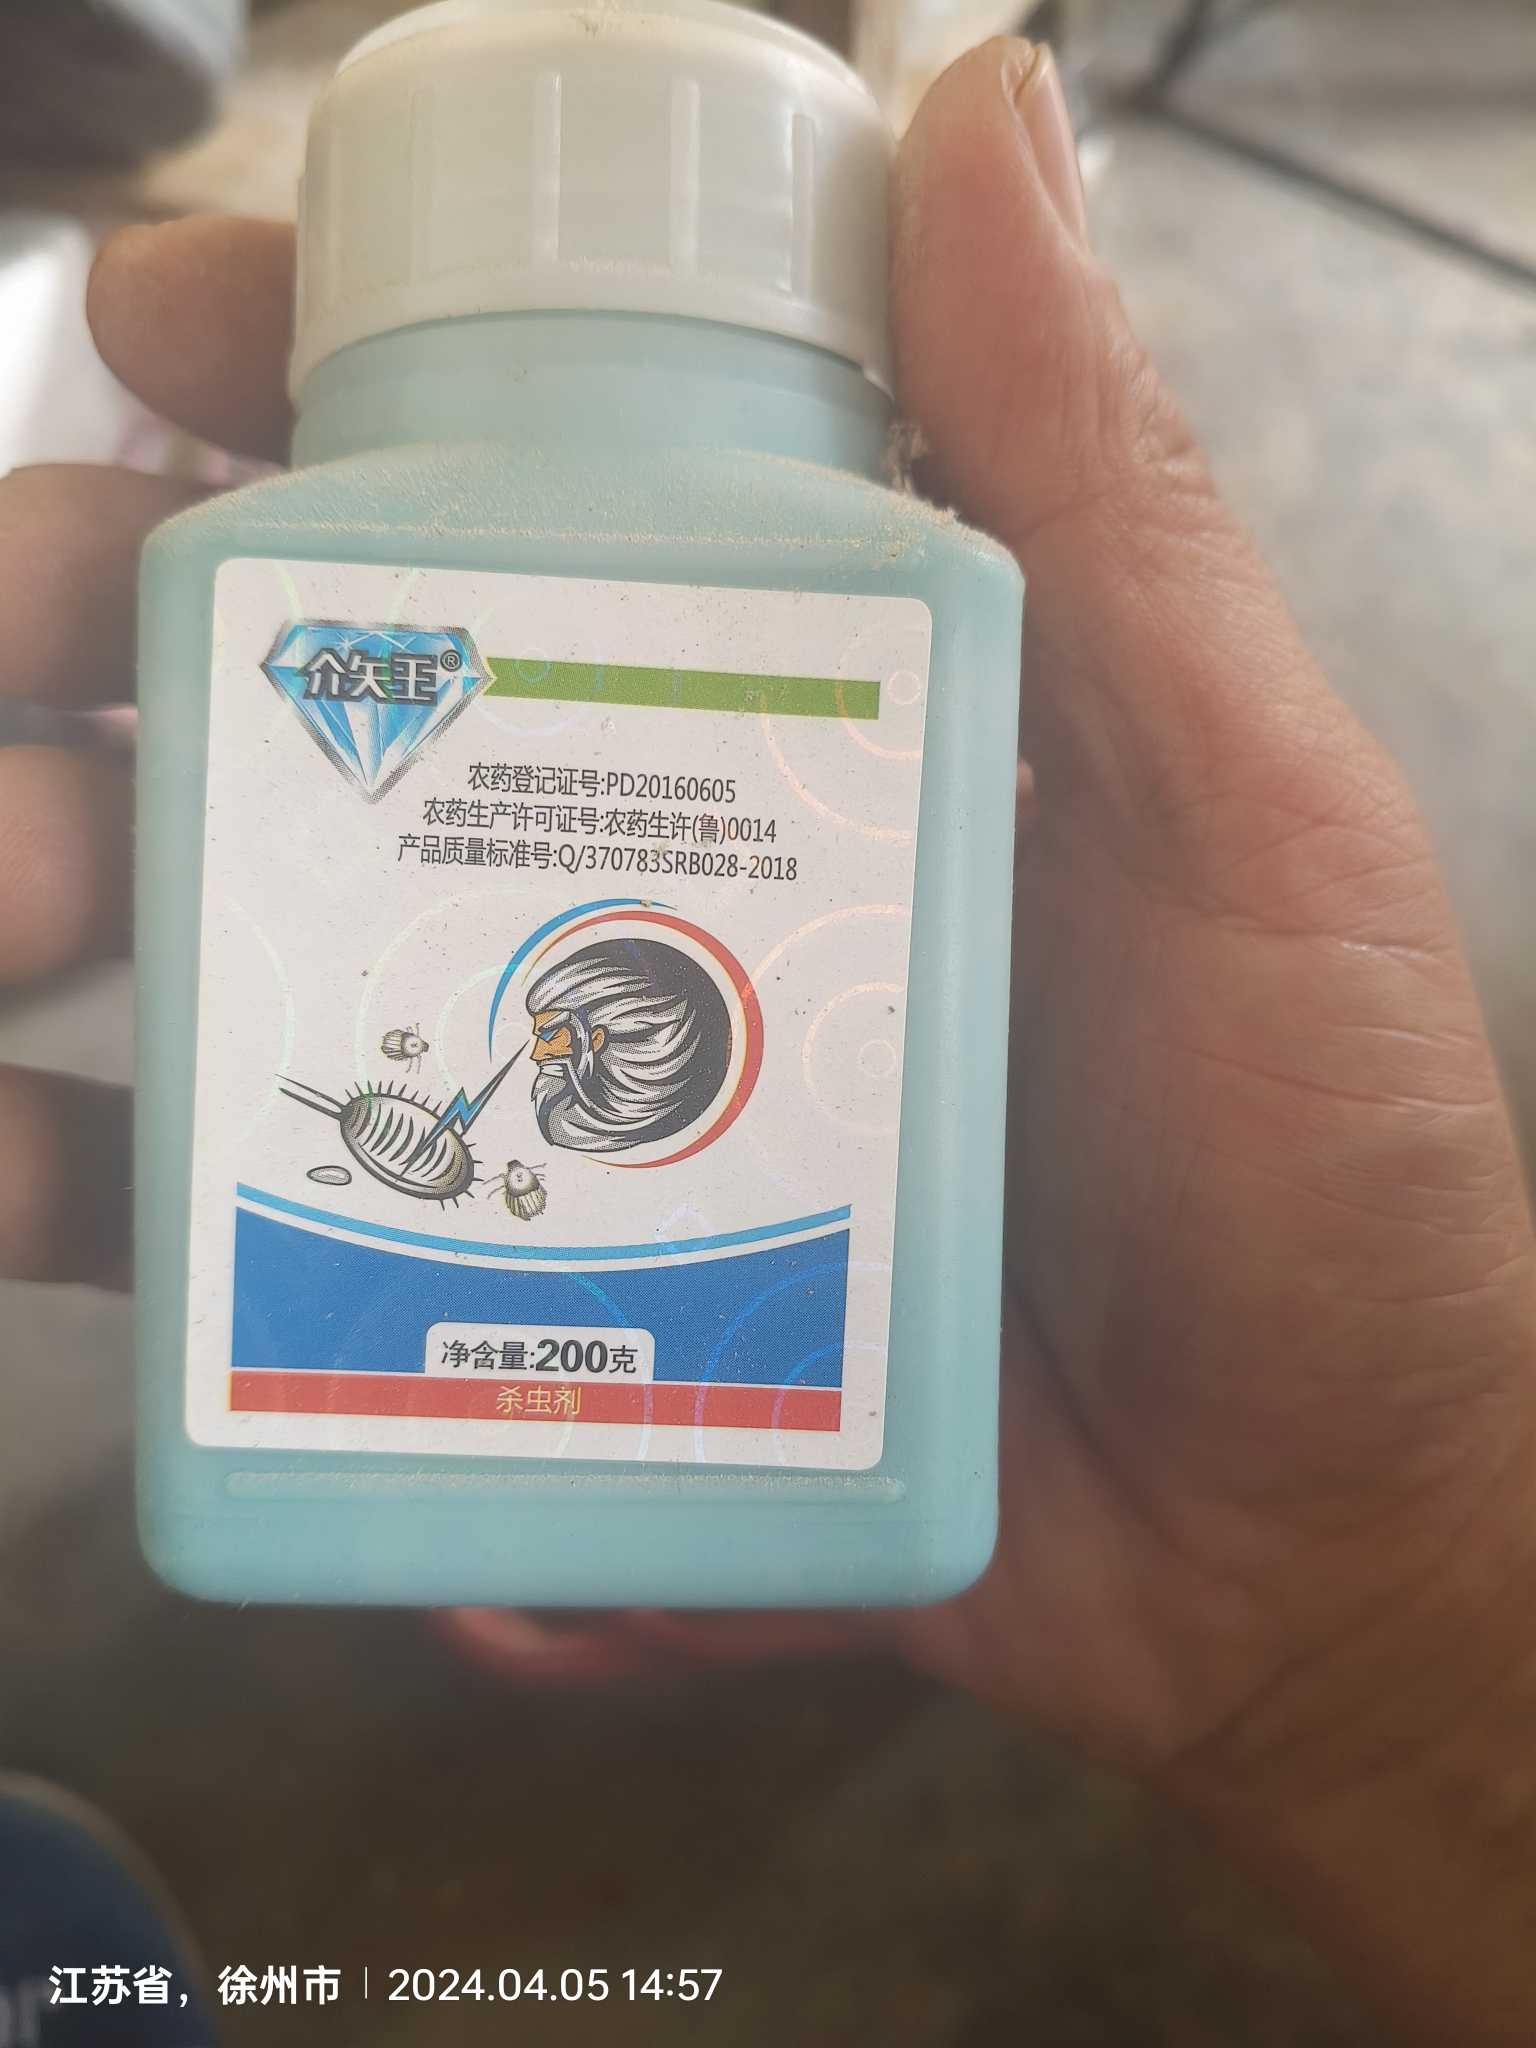 介矢王®
农药登记证号:PD20160605
农药生产许可证号:农药生许(鲁)0014
产品质量标准号:Q/370783SRB028-2018
净含量:200克
杀虫剂
江苏省，徐州市 | 2024.04.05 14:57